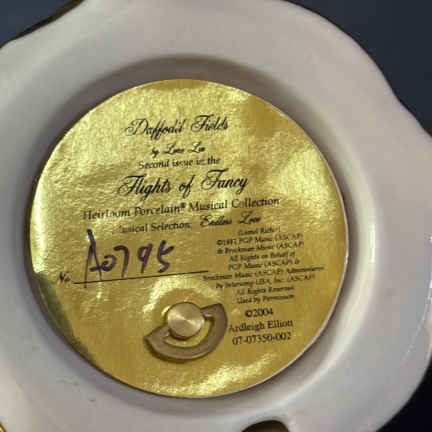 Daffodil Fields
by Lena Liu
Second issue in the
Flights of Fancy
Heirloom Porcelain® Musical Collection
Musical Selection: Endless Love
(Lionel Richie)
©1981 PGP Music (ASCAP)
& Brockman Music (ASCAP)
All Rights on Behalf of
PGP Music (ASCAP) &
Brockman Music (ASCAP) Administered
by Intersong-USA, Inc. (ASCAP)
All Rights Reserved
Used by Permission
No. A0795
©2004
Ardleigh Elliott
07-07350-002